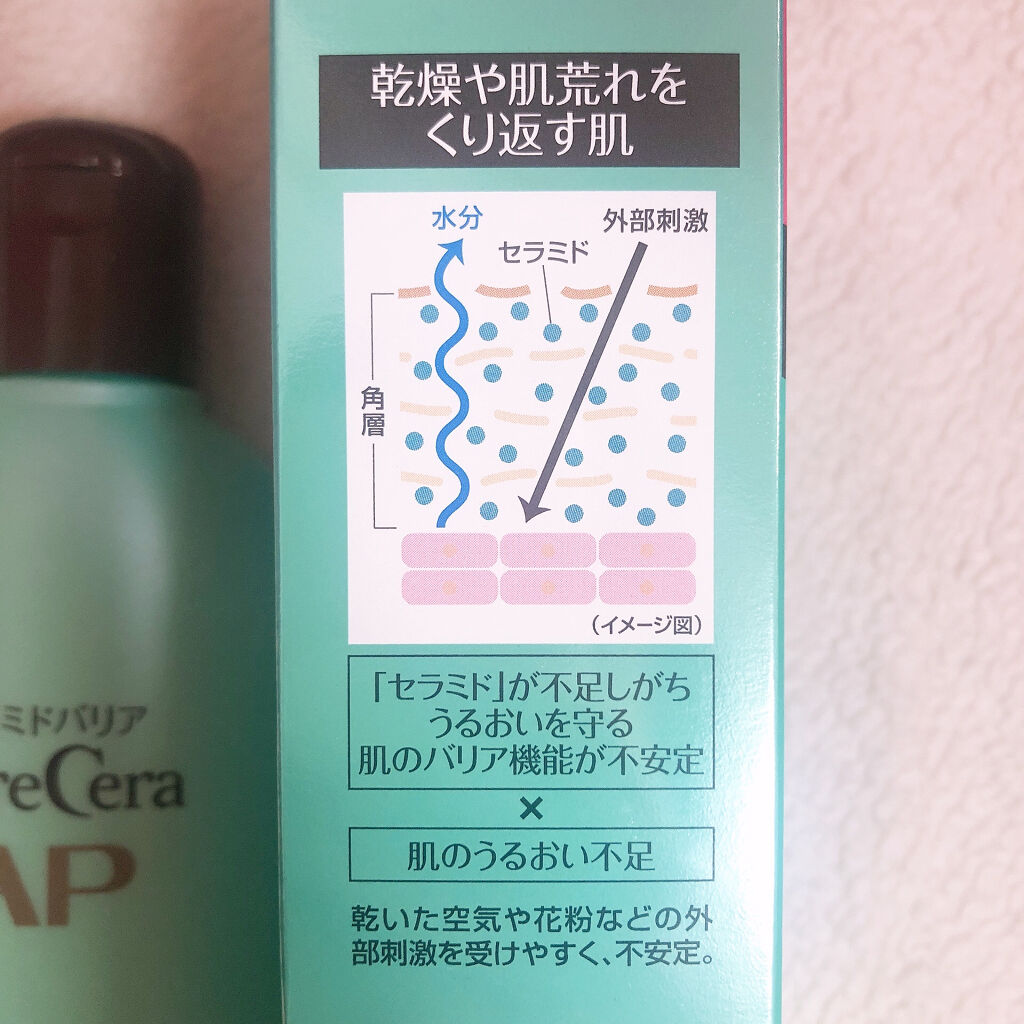 乾燥や肌荒れを
くり返す肌
水分
外部刺激
セラミド
角層
(イメージ図)
「セラミド」が不足しがち
うるおいを守る
肌のバリア機能が不安定
×
肌のうるおい不足
乾いた空気や花粉などの外
部刺激を受けやすく、不安定。
ミドバリア
reCera
AP